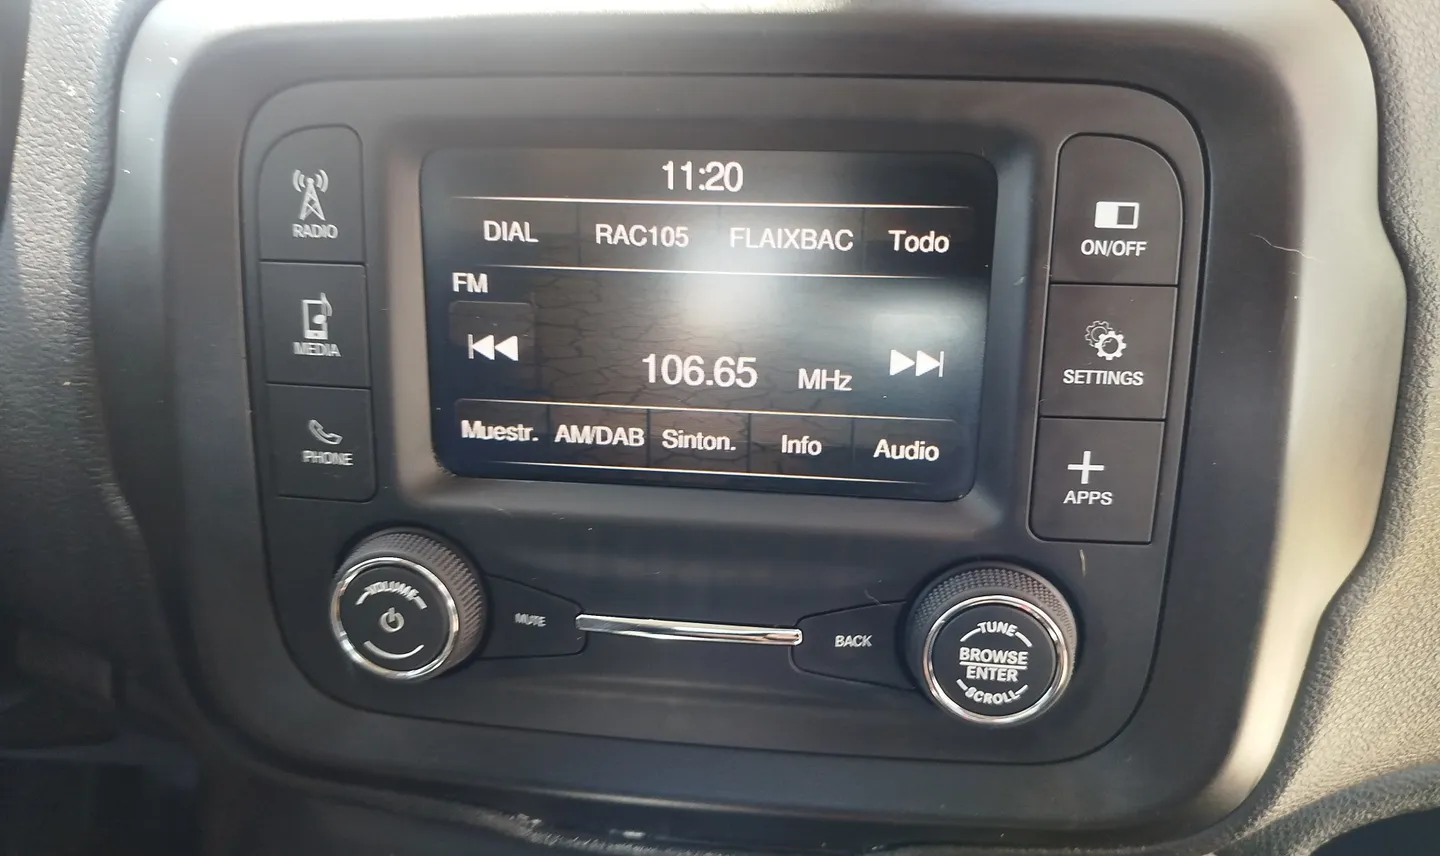 11:20
DIAL RAC105 FLAIXBAC Todo
FM
106.65 MHz
Muestr. AM/DAB Sinton. Info Audio
RADIO
MEDIA
PHONE
ON/OFF
SETTINGS
APPS
VOLUME
MUTE
BACK
TUNE
BROWSE
ENTER
SCROLL